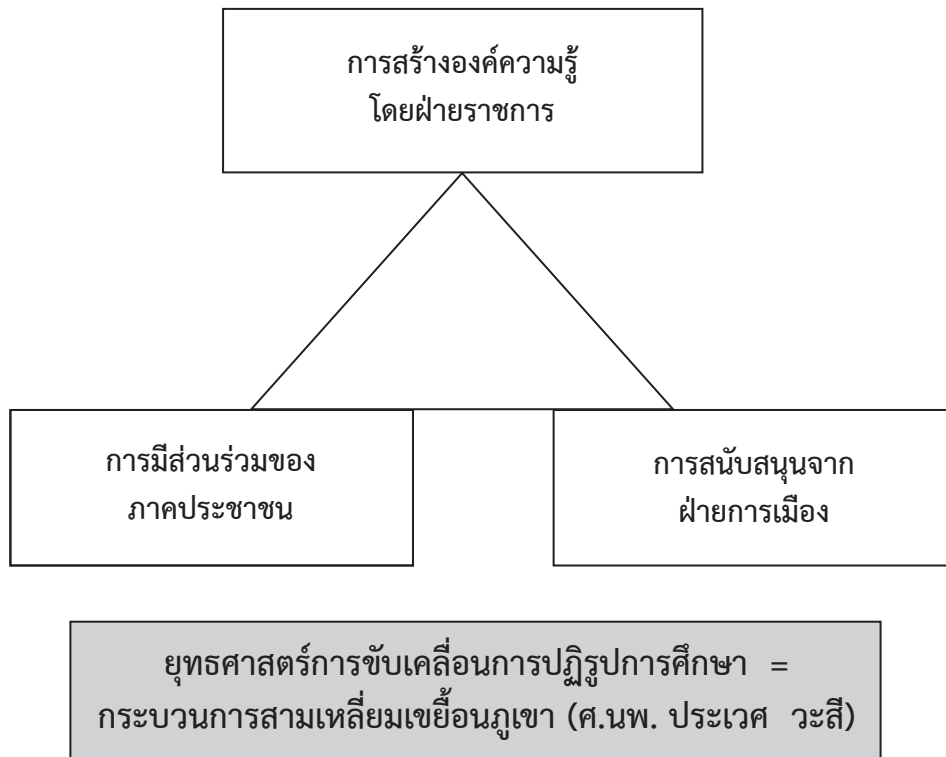 การสร้างองค์ความรู้
โดยฝ่ายราชการ
การมีส่วนร่วมของ
ภาคประชาชน
การสนับสนุนจาก
ฝ่ายการเมือง
ยุทธศาสตร์การขับเคลื่อนการปฏิรูปการศึกษา =
กระบวนการสามเหลี่ยมเขยื้อนภูเขา (ศ.นพ. ประเวศ วะสี)